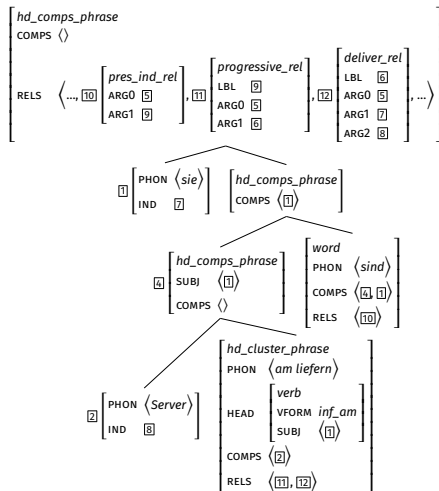 hd_comps_phrase
COMPS ⟨⟩
RELS ⟨…, 10 [pres_ind_rel
ARG0 5
ARG1 9], 11 [progressive_rel
LBL 9
ARG0 5
ARG1 6], 12 [deliver_rel
LBL 6
ARG0 5
ARG1 7
ARG2 8], …⟩
1 [PHON ⟨sie⟩
IND 7]
[hd_comps_phrase
COMPS ⟨1⟩]
4 [hd_comps_phrase
SUBJ ⟨1⟩
COMPS ⟨⟩]
[word
PHON ⟨sind⟩
COMPS ⟨4, 1⟩
RELS ⟨10⟩]
2 [PHON ⟨Server⟩
IND 8]
[hd_cluster_phrase
PHON ⟨am liefern⟩
HEAD [verb
VFORM inf_am
SUBJ ⟨1⟩]
COMPS ⟨2⟩
RELS ⟨11, 12⟩]